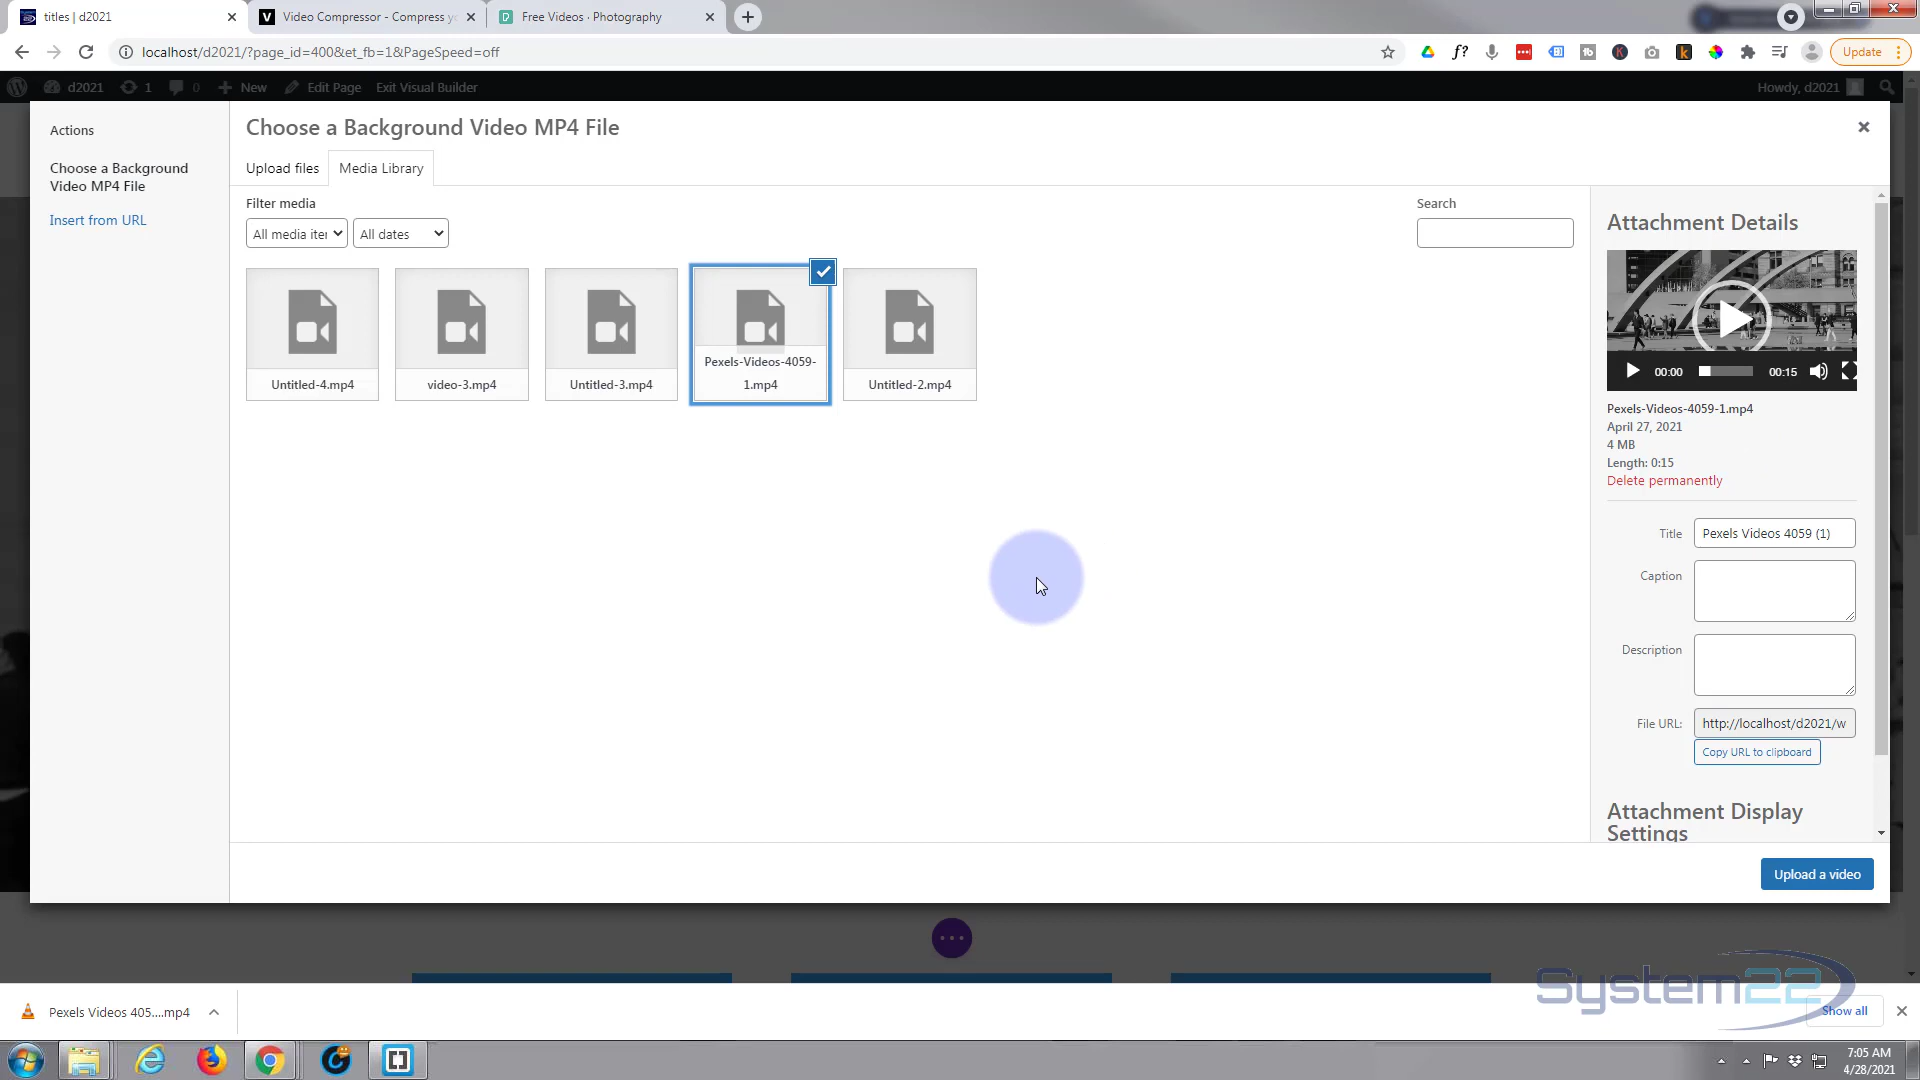 titles | d2021
Video Compressor - Compress yo
Free Videos · Photography
localhost/d2021/?page_id=400&et_fb=1&PageSpeed=off
Update
d2021
1
0
New
Edit Page
Exit Visual Builder
Howdy, d2021
Actions
Choose a Background
Video MP4 File
Insert from URL
Choose a Background Video MP4 File
Upload files
Media Library
Filter media
All media iter
All dates
Search
Untitled-4.mp4
video-3.mp4
Untitled-3.mp4
Pexels-Videos-4059-
1.mp4
Untitled-2.mp4
Attachment Details
00:00
00:15
Pexels-Videos-4059-1.mp4
April 27, 2021
4 MB
Length: 0:15
Delete permanently
Title
Pexels Videos 4059 (1)
Caption
Description
File URL:
http://localhost/d2021/w
Copy URL to clipboard
Attachment Display
Settings
Upload a video
System22
Pexels Videos 405....mp4
Show all
7:05 AM
4/28/2021